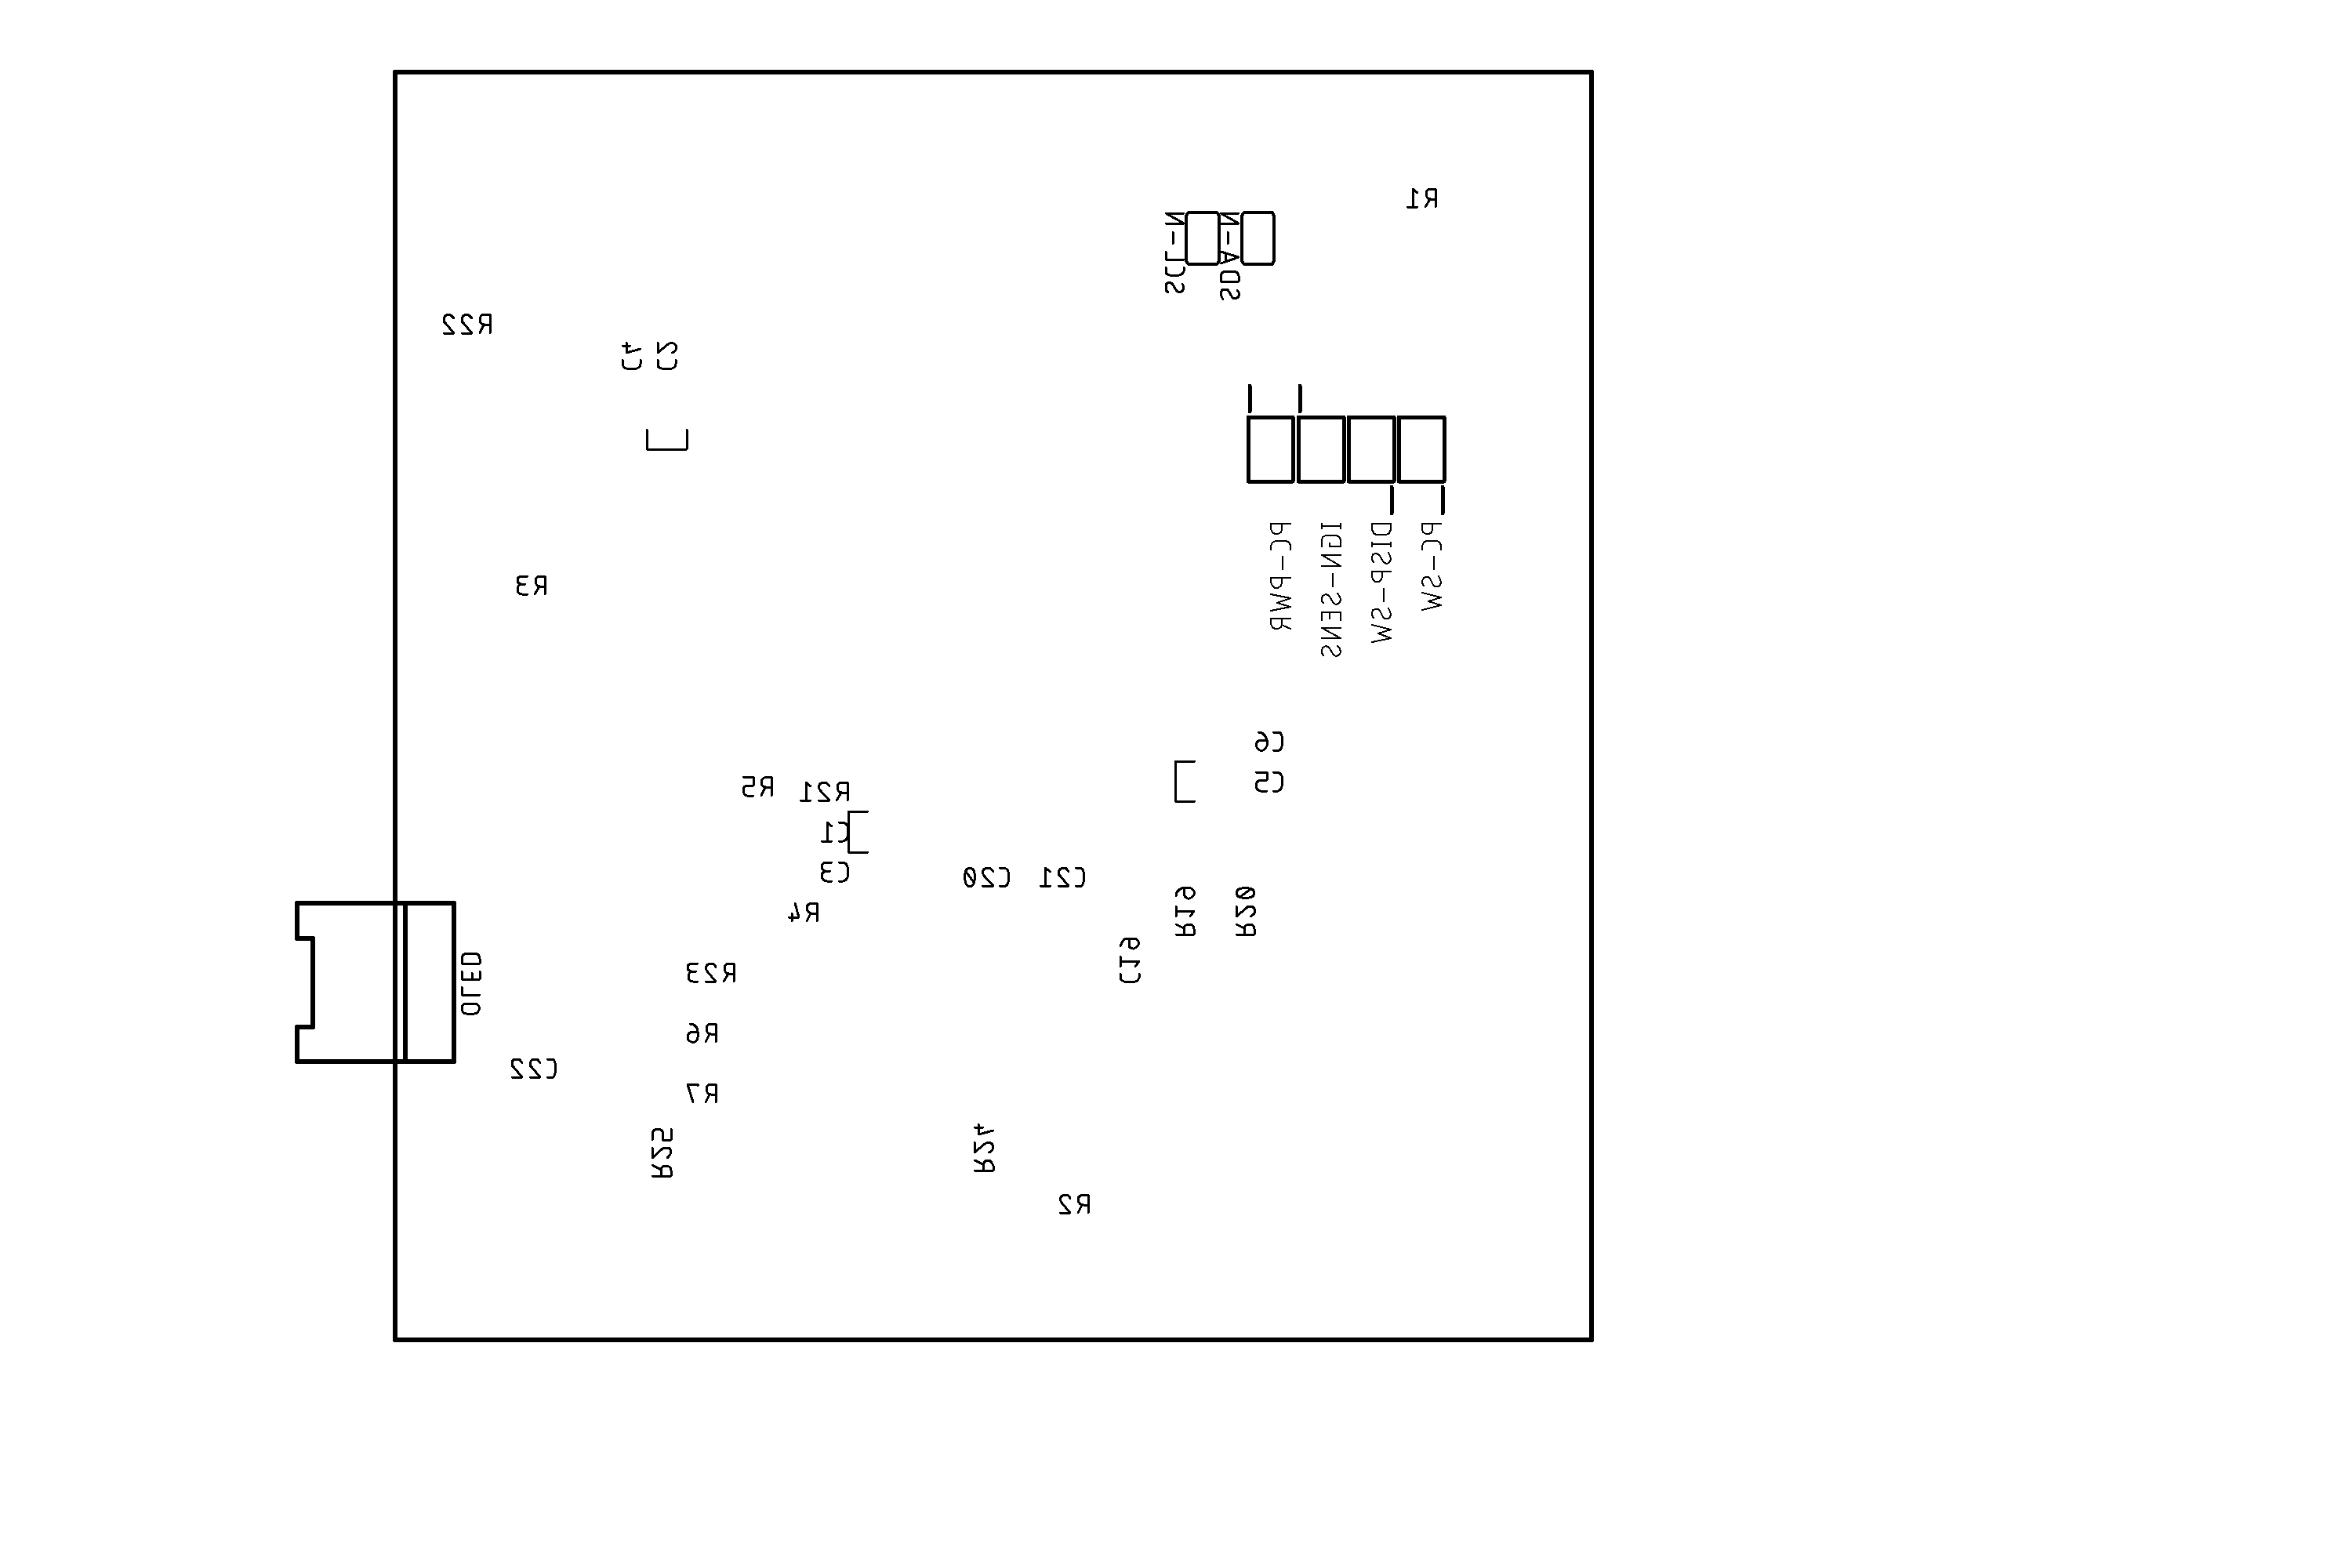 R1
SCL-N
SDA-N
R22
C4
C2
R3
PC-PWR
IGN-SENS
DISP-SW
PC-SW
C6
C5
R5
R21
C1
C3
C20
C21
R4
R19
R20
C19
R23
OLED
R6
C22
R7
R25
R24
R2